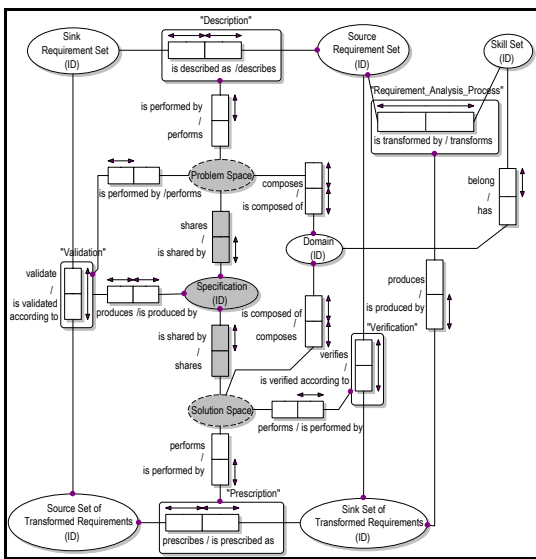 "Description"
Sink
Requirement Set
(ID)
Source
Requirement Set
(ID)
Skill Set
(ID)
is described as /describes
"Requirement_Analysis_Process"
is transformed by / transforms
is performed by
/
performs
Problem Space
is performed by /performs
composes
/
is composed of
belong
/
has
shares
/
is shared by
Domain
(ID)
"Validation"
validate
/
is validated
according to
Specification
(ID)
produces /is produced by
produces
/
is produced by
is shared by
/
shares
is composed of
/
composes
"Verification"
verifies
/
is verified according to
Solution Space
performs / is performed by
performs
/
is performed by
"Prescription"
Source Set of
Transformed Requirements
(ID)
Sink Set of
Transformed Requirements
(ID)
prescribes / is prescribed as